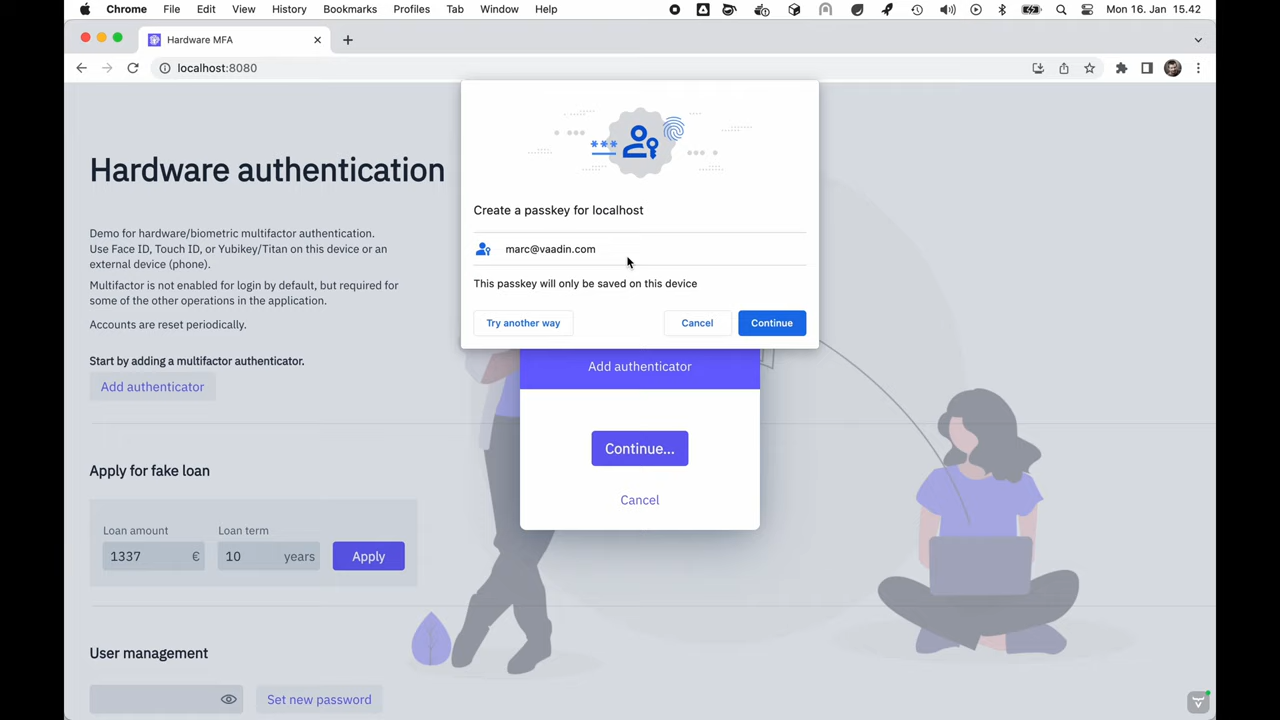 Chrome File Edit View History Bookmarks Profiles Tab Window Help Mon 16. Jan 15.42
Hardware MFA
localhost:8080
***
Create a passkey for localhost
marc@vaadin.com
This passkey will only be saved on this device
Try another way Cancel Continue
Hardware authentication
Demo for hardware/biometric multifactor authentication.
Use Face ID, Touch ID, or Yubikey/Titan on this device or an
external device (phone).
Multifactor is not enabled for login by default, but required for
some of the other operations in the application.
Accounts are reset periodically.
Start by adding a multifactor authenticator.
Add authenticator
Add authenticator
Continue...
Cancel
Apply for fake loan
Loan amount Loan term
1337 € 10 years Apply
User management
Set new password